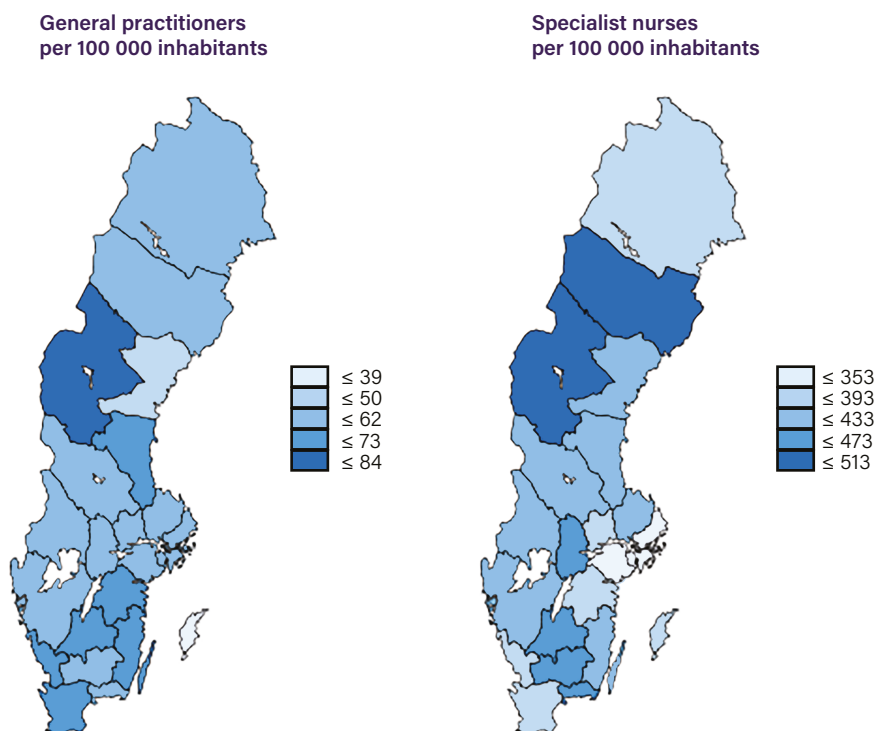 General practitioners
per 100 000 inhabitants
≤ 39
≤ 50
≤ 62
≤ 73
≤ 84
Specialist nurses
per 100 000 inhabitants
≤ 353
≤ 393
≤ 433
≤ 473
≤ 513